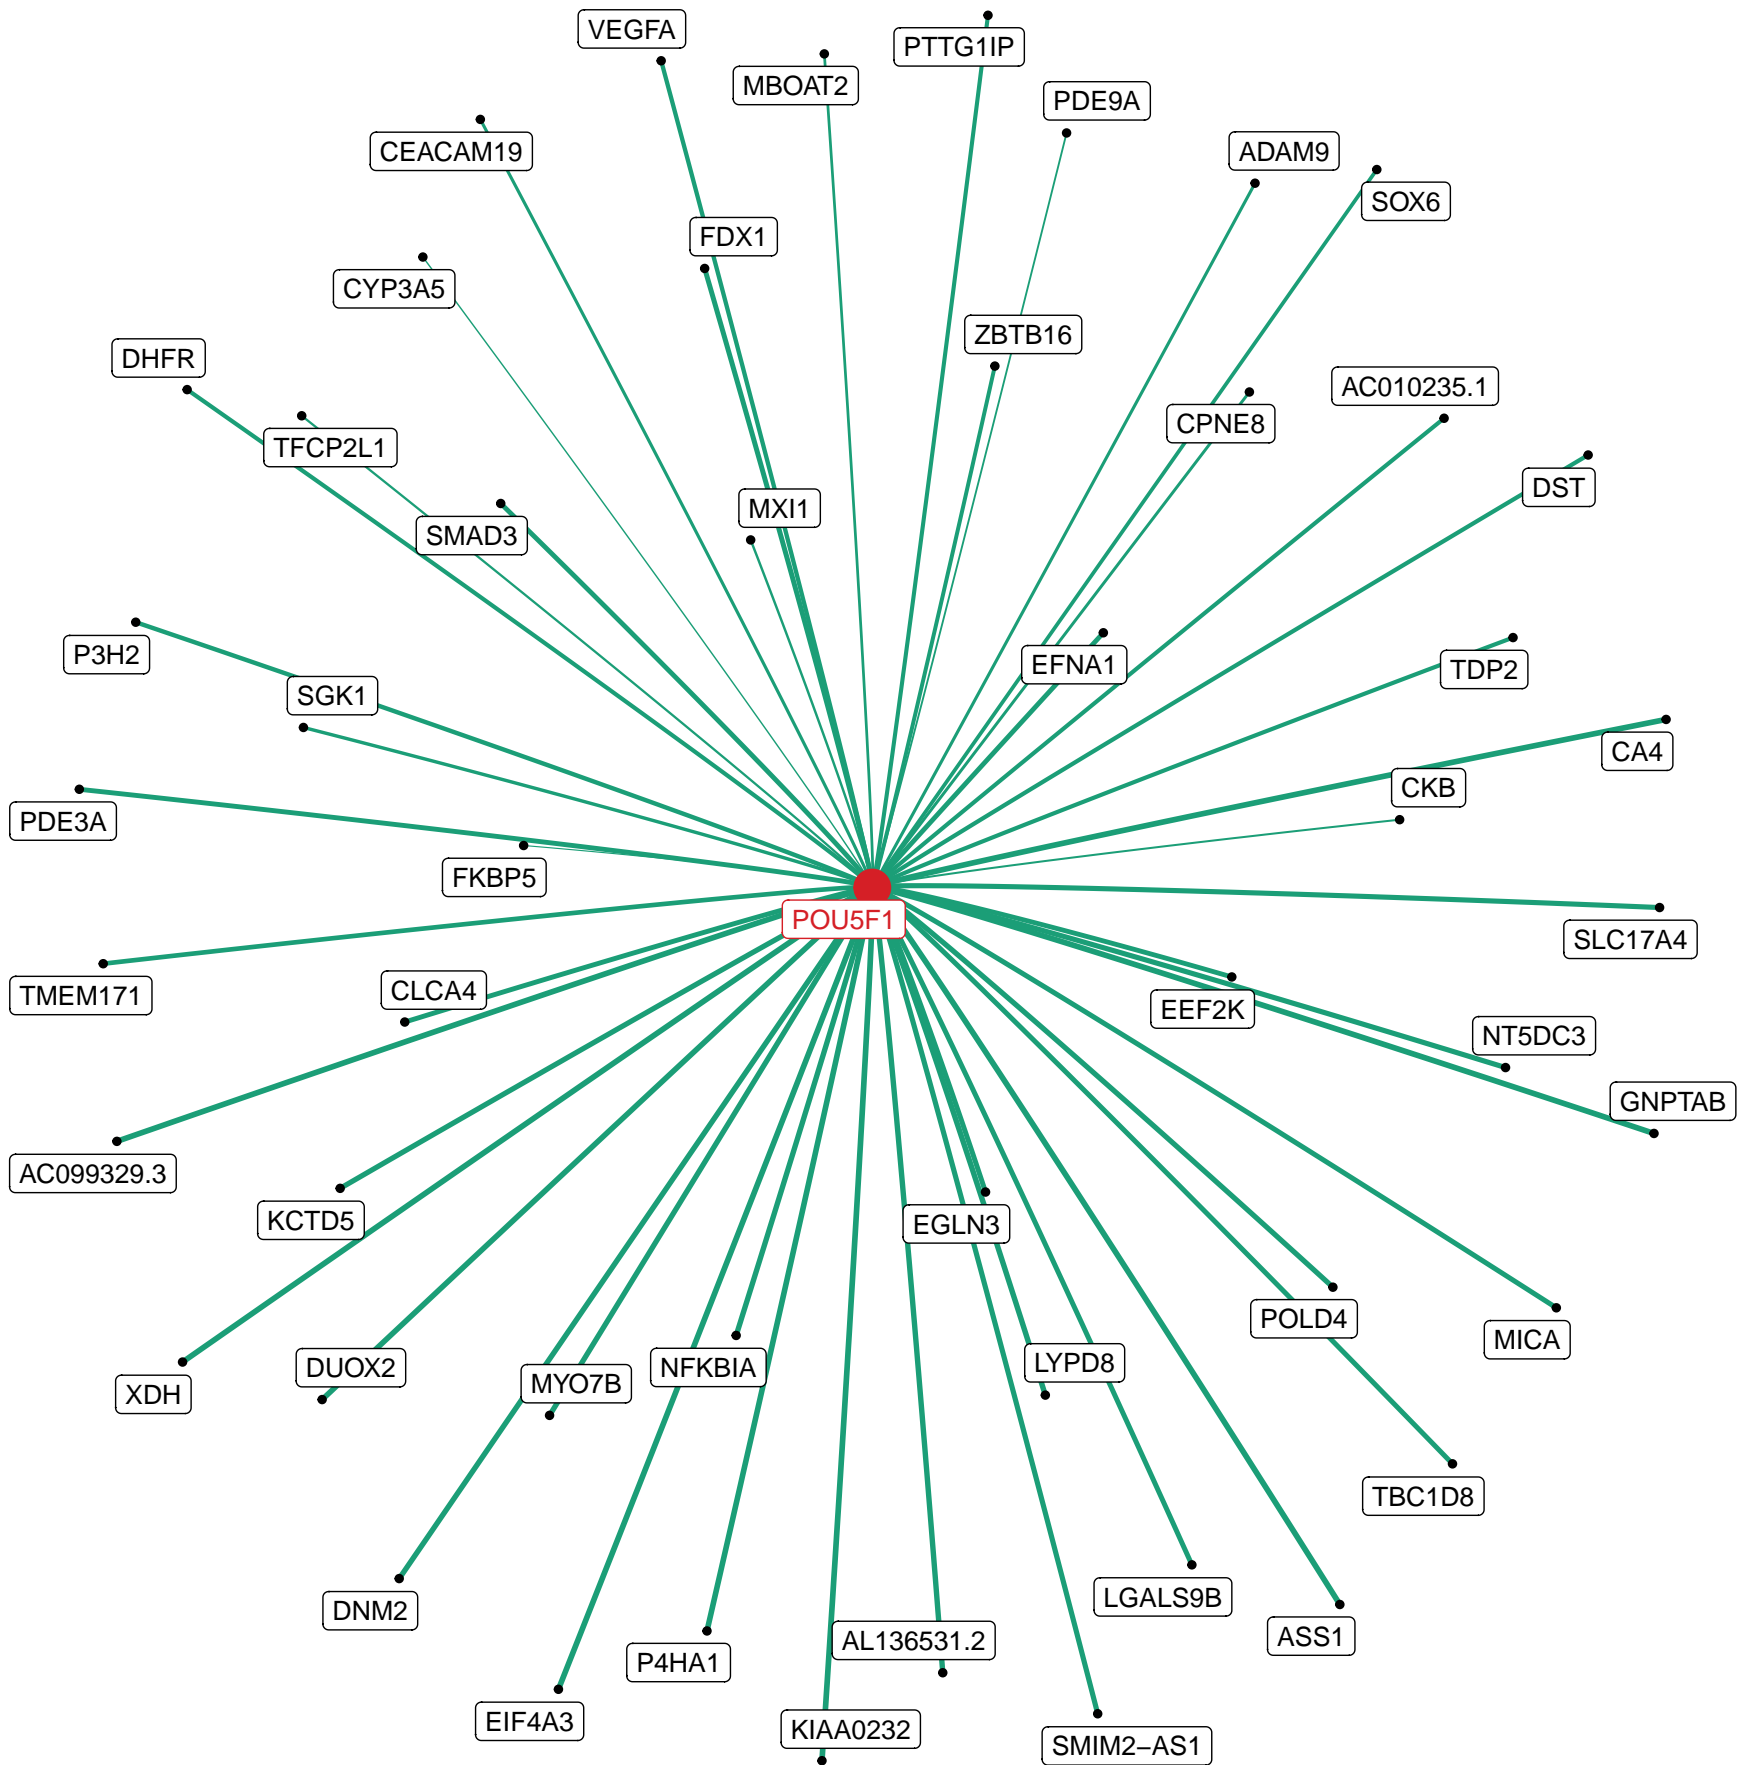 VEGFA
PTTG1IP
MBOAT2
PDE9A
CEACAM19
ADAM9
SOX6
FDX1
CYP3A5
ZBTB16
DHFR
AC010235.1
CPNE8
TFCP2L1
DST
MXI1
SMAD3
P3H2
EFNA1
TDP2
SGK1
CA4
CKB
PDE3A
FKBP5
POU5F1
SLC17A4
CLCA4
TMEM171
EEF2K
NT5DC3
GNPTAB
AC099329.3
KCTD5
EGLN3
POLD4
MICA
LYPD8
DUOX2
NFKBIA
MYO7B
XDH
TBC1D8
LGALS9B
DNM2
ASS1
AL136531.2
P4HA1
EIF4A3
KIAA0232
SMIM2−AS1